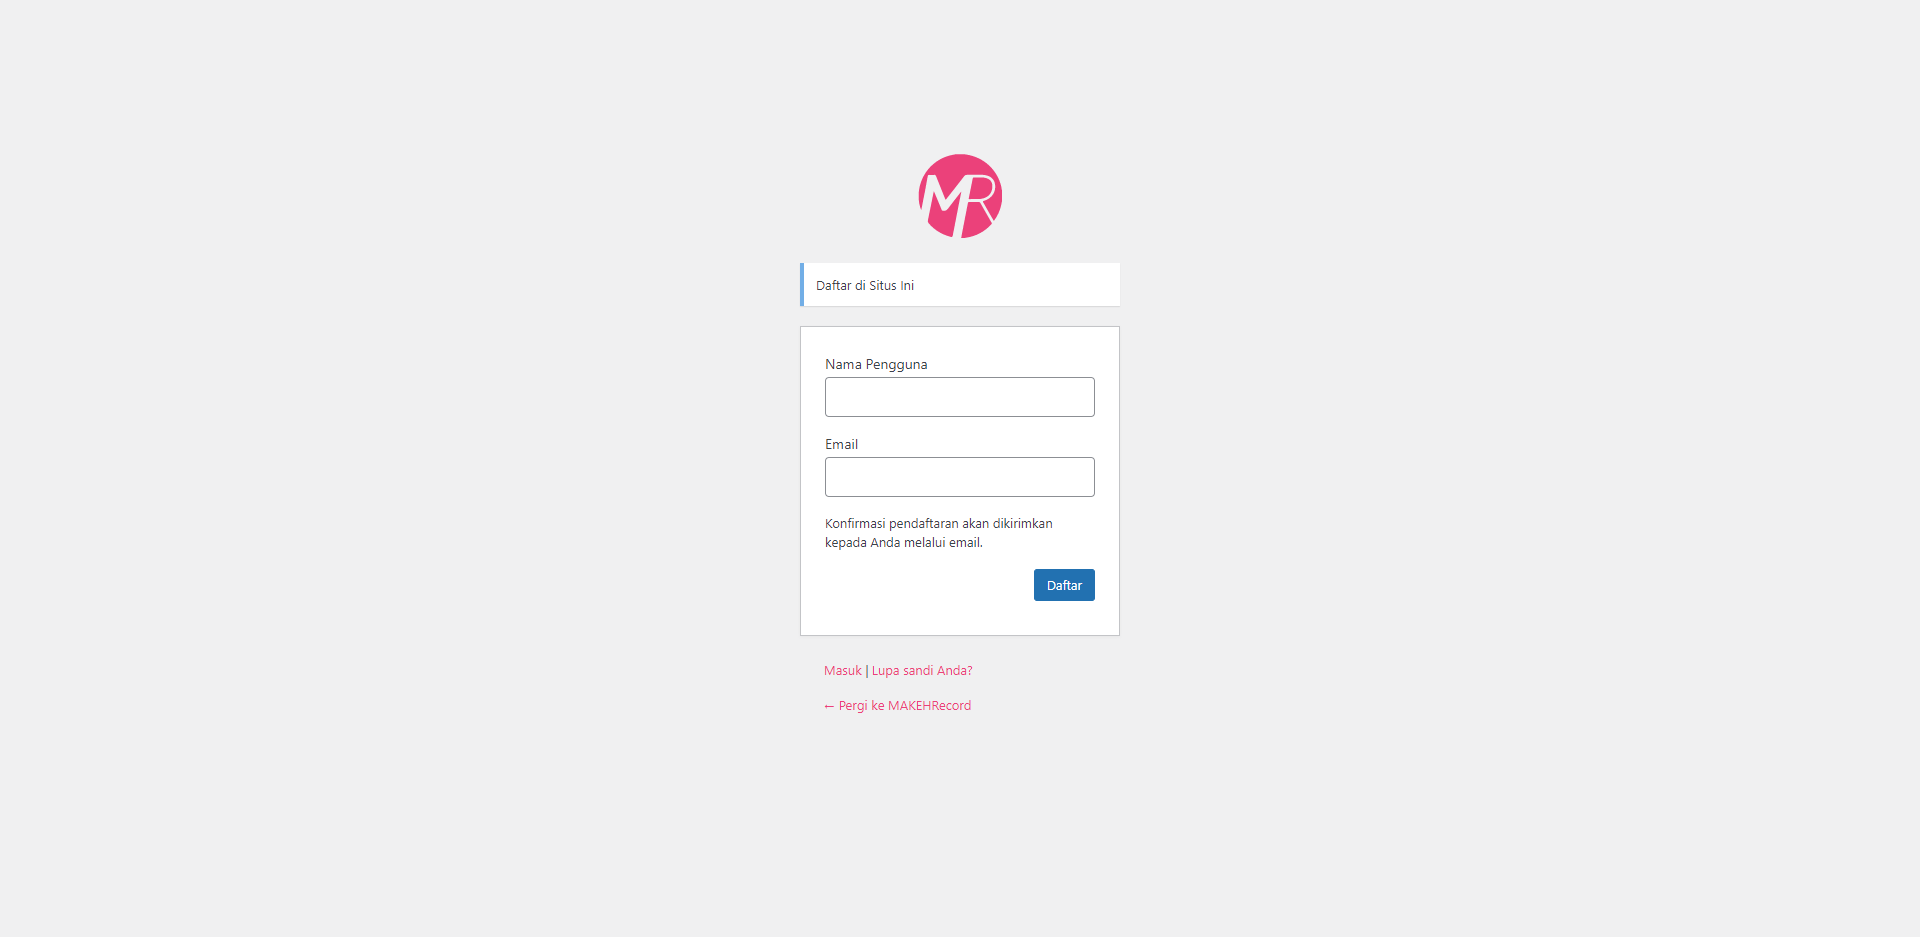 MR
Daftar di Situs Ini
Nama Pengguna
Email
Konfirmasi pendaftaran akan dikirimkan
kepada Anda melalui email.
Daftar
Masuk | Lupa sandi Anda?
← Pergi ke MAKEHRecord